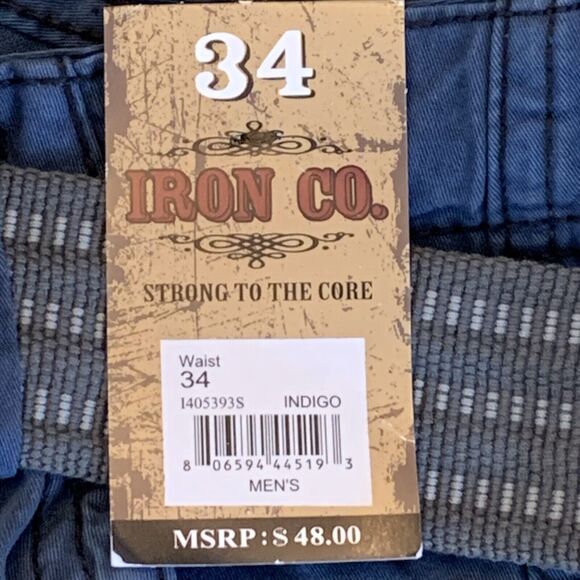 34
IRON CO.
STRONG TO THE CORE
Waist
34
I405393S INDIGO
8 06594 44519 3
MEN'S
MSRP:$ 48.00